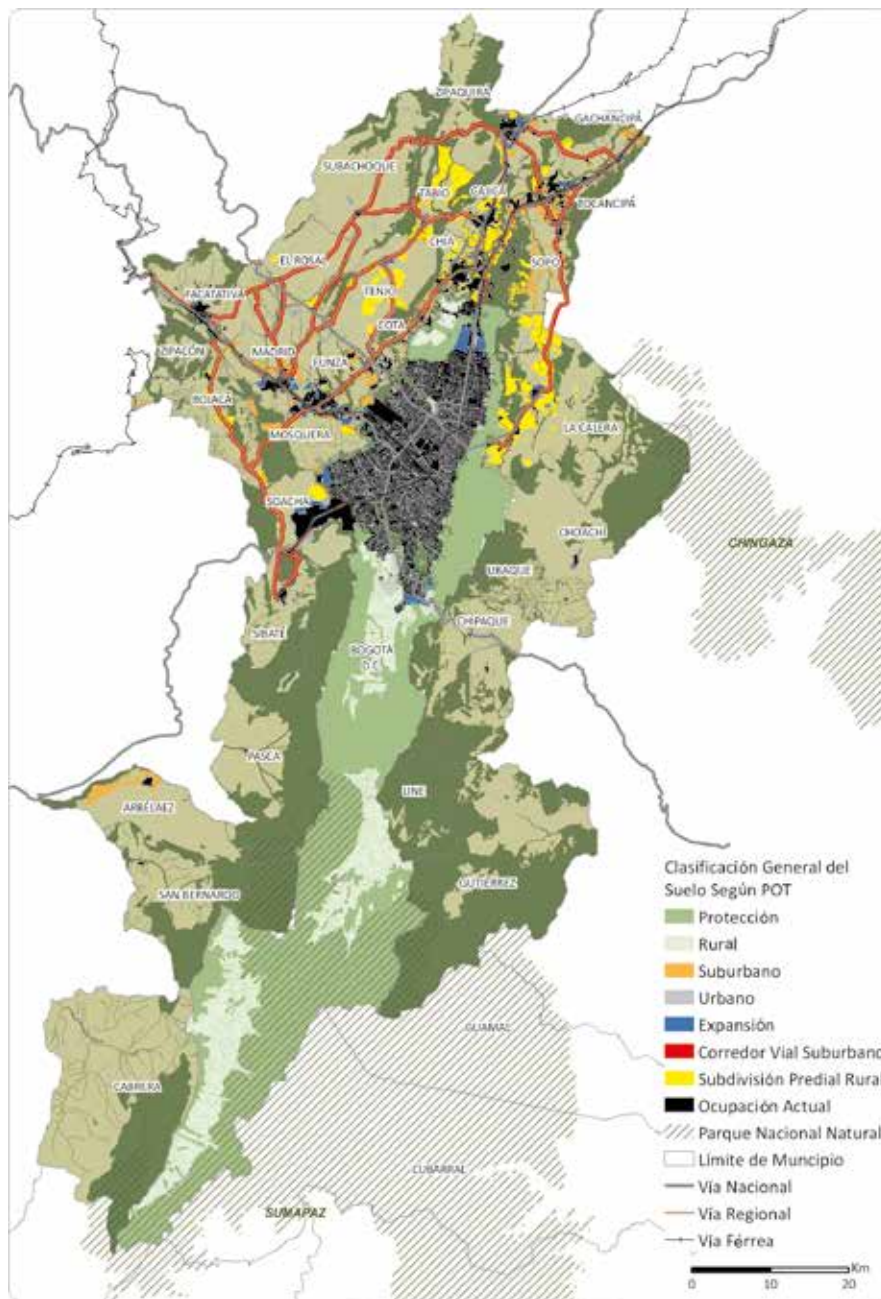 ZIPAQUIRÁ
GACHANCIPÁ
SUBACHOQUE
TABIO
CAJICÁ
TOCANCIPÁ
CHÍA
SOPÓ
EL ROSAL
TENJO
FACATATIVÁ
COTA
ZIPACÓN
MADRID
FUNZA
BOJACÁ
LA CALERA
MOSQUERA
SOACHA
CHOACHÍ
CHINGAZA
UBAQUE
SIBATÉ
CHIPAQUE
BOGOTÁ
D.C.
PASCA
UNE
ARBELÁEZ
SAN BERNARDO
GUTIÉRREZ
GUAMAL
CABRERA
CUBARRAL
SUMAPAZ
Clasificación General del
Suelo Según POT
Protección
Rural
Suburbano
Urbano
Expansión
Corredor Vial Suburbano
Subdivisión Predial Rural
Ocupación Actual
Parque Nacional Natural
Límite de Muncipio
Vía Nacional
Vía Regional
Vía Férrea
Km
0 10 20